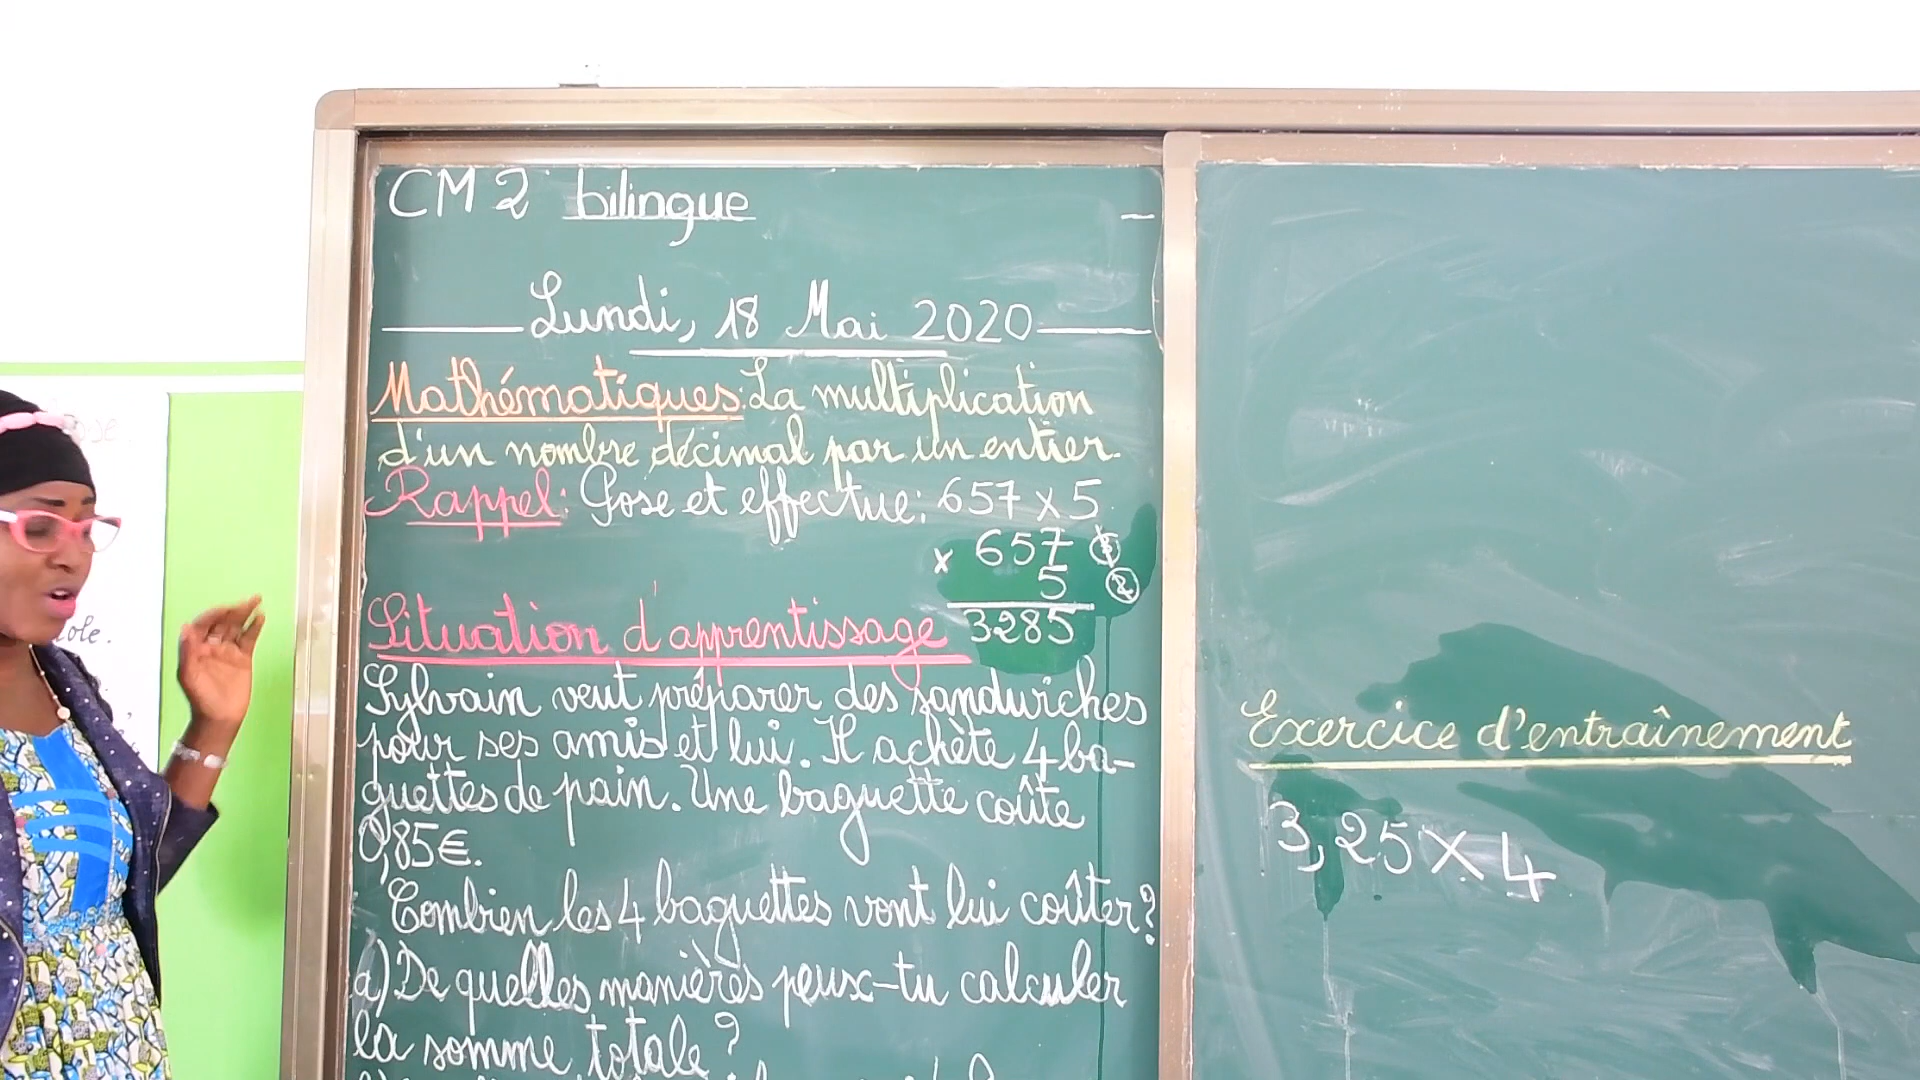 CM2 bilingue
Lundi, 18 Mai 2020
Mathématiques: La multiplication
d'un nombre décimal par un entier.
Rappel: Pose et effectue: 657 x 5
x 657
5
3285
Situation d'apprentissage
Sylvain veut préparer des sandwiches
pour ses amis et lui. Il achète 4 ba-
guettes de pain. Une baguette coûte
0,85€.
Combien les 4 baguettes vont lui coûter?
a) De quelles manières peux-tu calculer
la somme totale?
Exercice d'entraînement
3,25 x 4